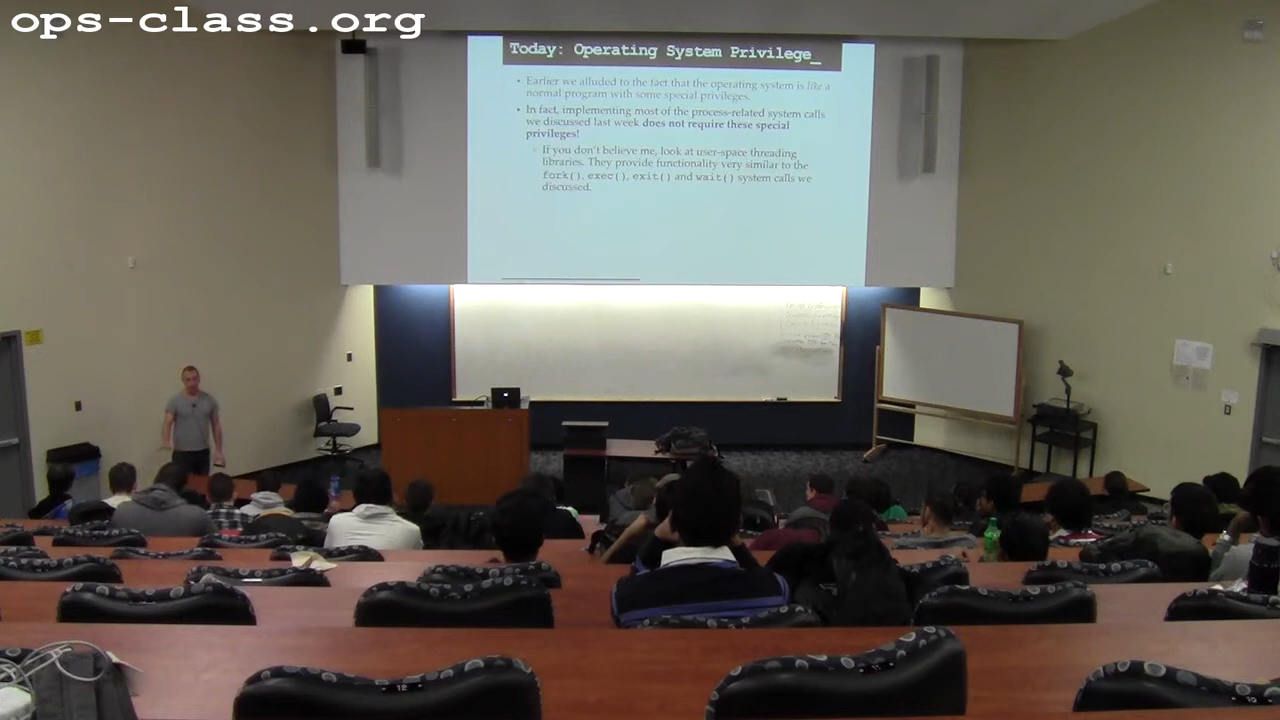 ops-class.org
Today: Operating System Privilege_
• Earlier we alluded to the fact that the operating system is like a
normal program with some special privileges.
• In fact, implementing most of the process-related system calls
we discussed last week does not require these special
privileges!
If you don't believe me, look at user-space threading
libraries. They provide functionality very similar to the
fork(), exec(), exit() and wait() system calls we
discussed.
12